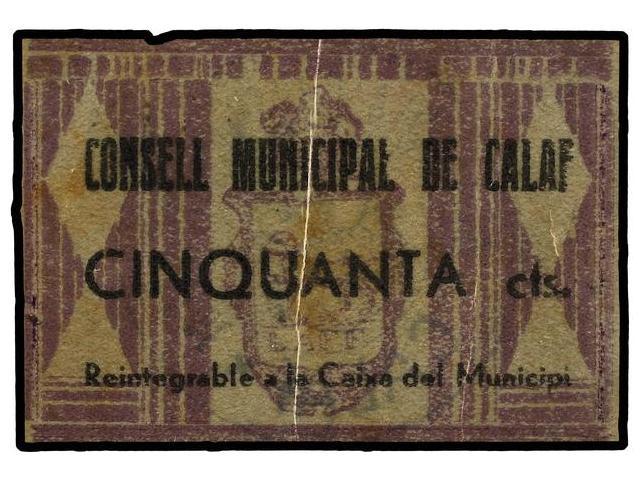 CONSELL MUNICIPAL DE CALAF
CINQUANTA cts.
Reintegrable a la Caixa del Municipi